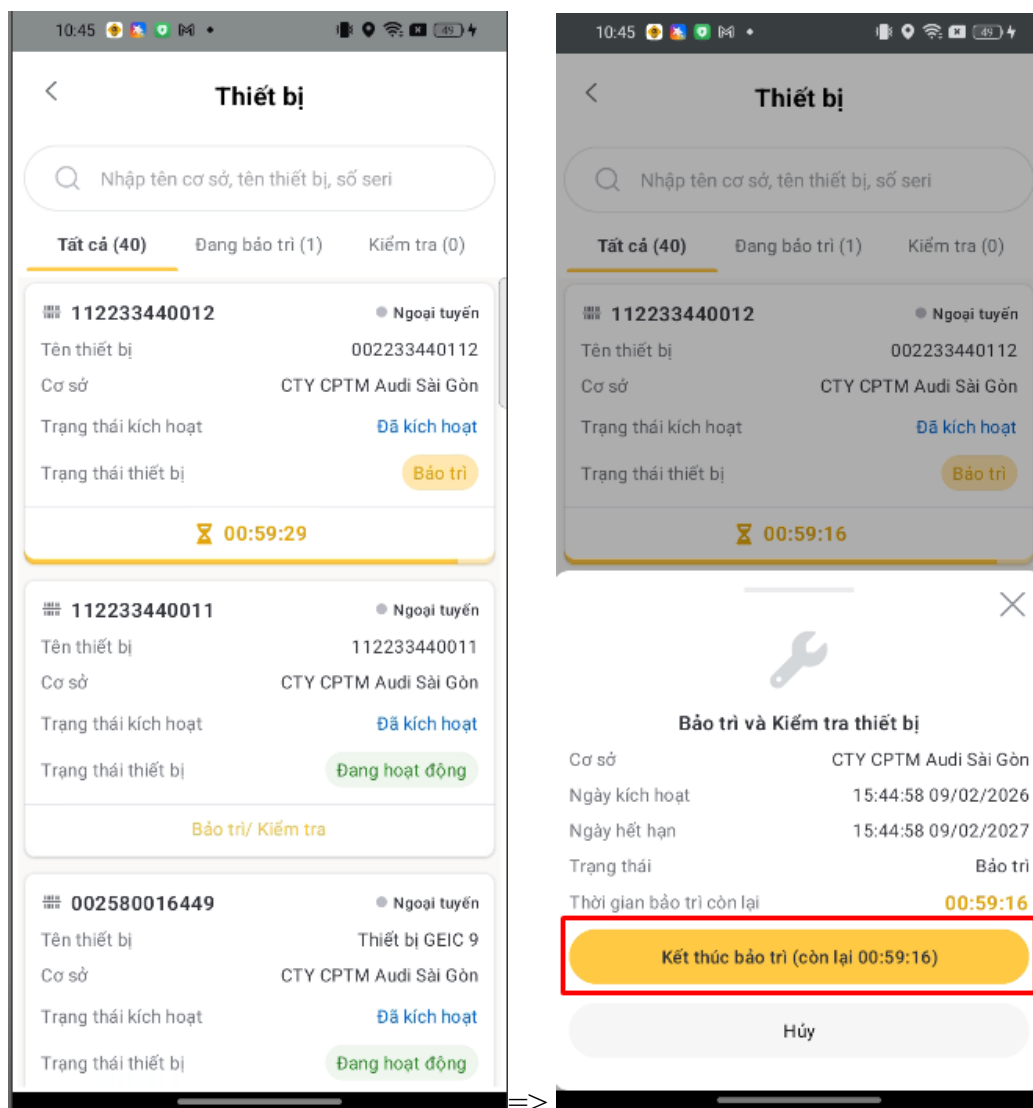 10:45
49
Thiết bị
Nhập tên cơ sở, tên thiết bị, số seri
Tất cả (40) Đang bảo trì (1) Kiểm tra (0)
112233440012 Ngoại tuyến
Tên thiết bị 002233440112
Cơ sở CTY CPTM Audi Sài Gòn
Trạng thái kích hoạt Đã kích hoạt
Trạng thái thiết bị Bảo trì
00:59:29
112233440011 Ngoại tuyến
Tên thiết bị 112233440011
Cơ sở CTY CPTM Audi Sài Gòn
Trạng thái kích hoạt Đã kích hoạt
Trạng thái thiết bị Đang hoạt động
Bảo trì/ Kiểm tra
002580016449 Ngoại tuyến
Tên thiết bị Thiết bị GEIC 9
Cơ sở CTY CPTM Audi Sài Gòn
Trạng thái kích hoạt Đã kích hoạt
Trạng thái thiết bị Đang hoạt động
=>
10:45
49
Thiết bị
Nhập tên cơ sở, tên thiết bị, số seri
Tất cả (40) Đang bảo trì (1) Kiểm tra (0)
112233440012 Ngoại tuyến
Tên thiết bị 002233440112
Cơ sở CTY CPTM Audi Sài Gòn
Trạng thái kích hoạt Đã kích hoạt
Trạng thái thiết bị Bảo trì
00:59:16
Bảo trì và Kiểm tra thiết bị
Cơ sở CTY CPTM Audi Sài Gòn
Ngày kích hoạt 15:44:58 09/02/2026
Ngày hết hạn 15:44:58 09/02/2027
Trạng thái Bảo trì
Thời gian bảo trì còn lại 00:59:16
Kết thúc bảo trì (còn lại 00:59:16)
Hủy